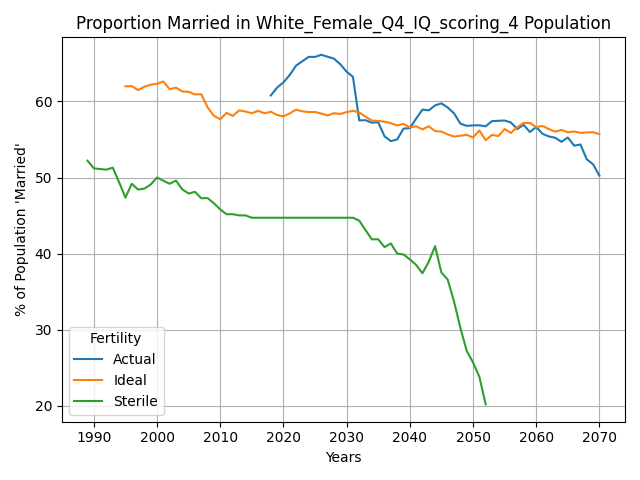 Proportion Married in White_Female_Q4_IQ_scoring_4 Population
% of Population 'Married'
60
50
40
30
20
Fertility
Actual
Ideal
Sterile
1990 2000 2010 2020 2030 2040 2050 2060 2070
Years